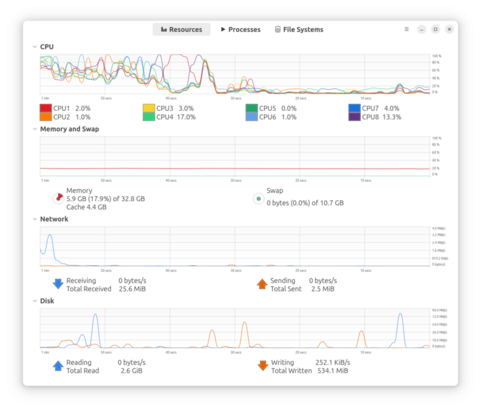 Resources Processes File Systems
CPU
100 %
80 %
60 %
40 %
20 %
0 %
1 min 50 secs 40 secs 30 secs 20 secs 10 secs
CPU1 2.0% CPU3 3.0% CPU5 0.0% CPU7 4.0%
CPU2 1.0% CPU4 17.0% CPU6 1.0% CPU8 13.3%
Memory and Swap
100 %
80 %
60 %
40 %
20 %
0 %
1 min 50 secs 40 secs 30 secs 20 secs 10 secs
Memory Swap
5.9 GB (17.9%) of 32.8 GB 0 bytes (0.0%) of 10.7 GB
Cache 4.4 GB
Network
0 bytes/s
1 min 50 secs 40 secs 30 secs 20 secs 10 secs
Receiving 0 bytes/s Sending 0 bytes/s
Total Received 25.6 MiB Total Sent 2.5 MiB
Disk
0 bytes/s
1 min 50 secs 40 secs 30 secs 20 secs 10 secs
Reading 0 bytes/s Writing 252.1 KiB/s
Total Read 2.6 GiB Total Written 534.1 MiB